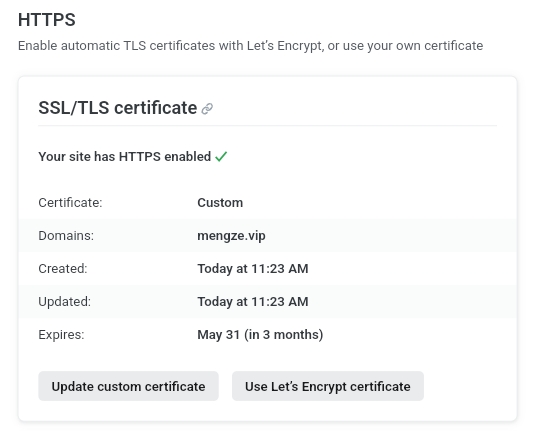 HTTPS
Enable automatic TLS certificates with Let's Encrypt, or use your own certificate
SSL/TLS certificate
Your site has HTTPS enabled
Certificate: Custom
Domains: mengze.vip
Created: Today at 11:23 AM
Updated: Today at 11:23 AM
Expires: May 31 (in 3 months)
Update custom certificate Use Let's Encrypt certificate